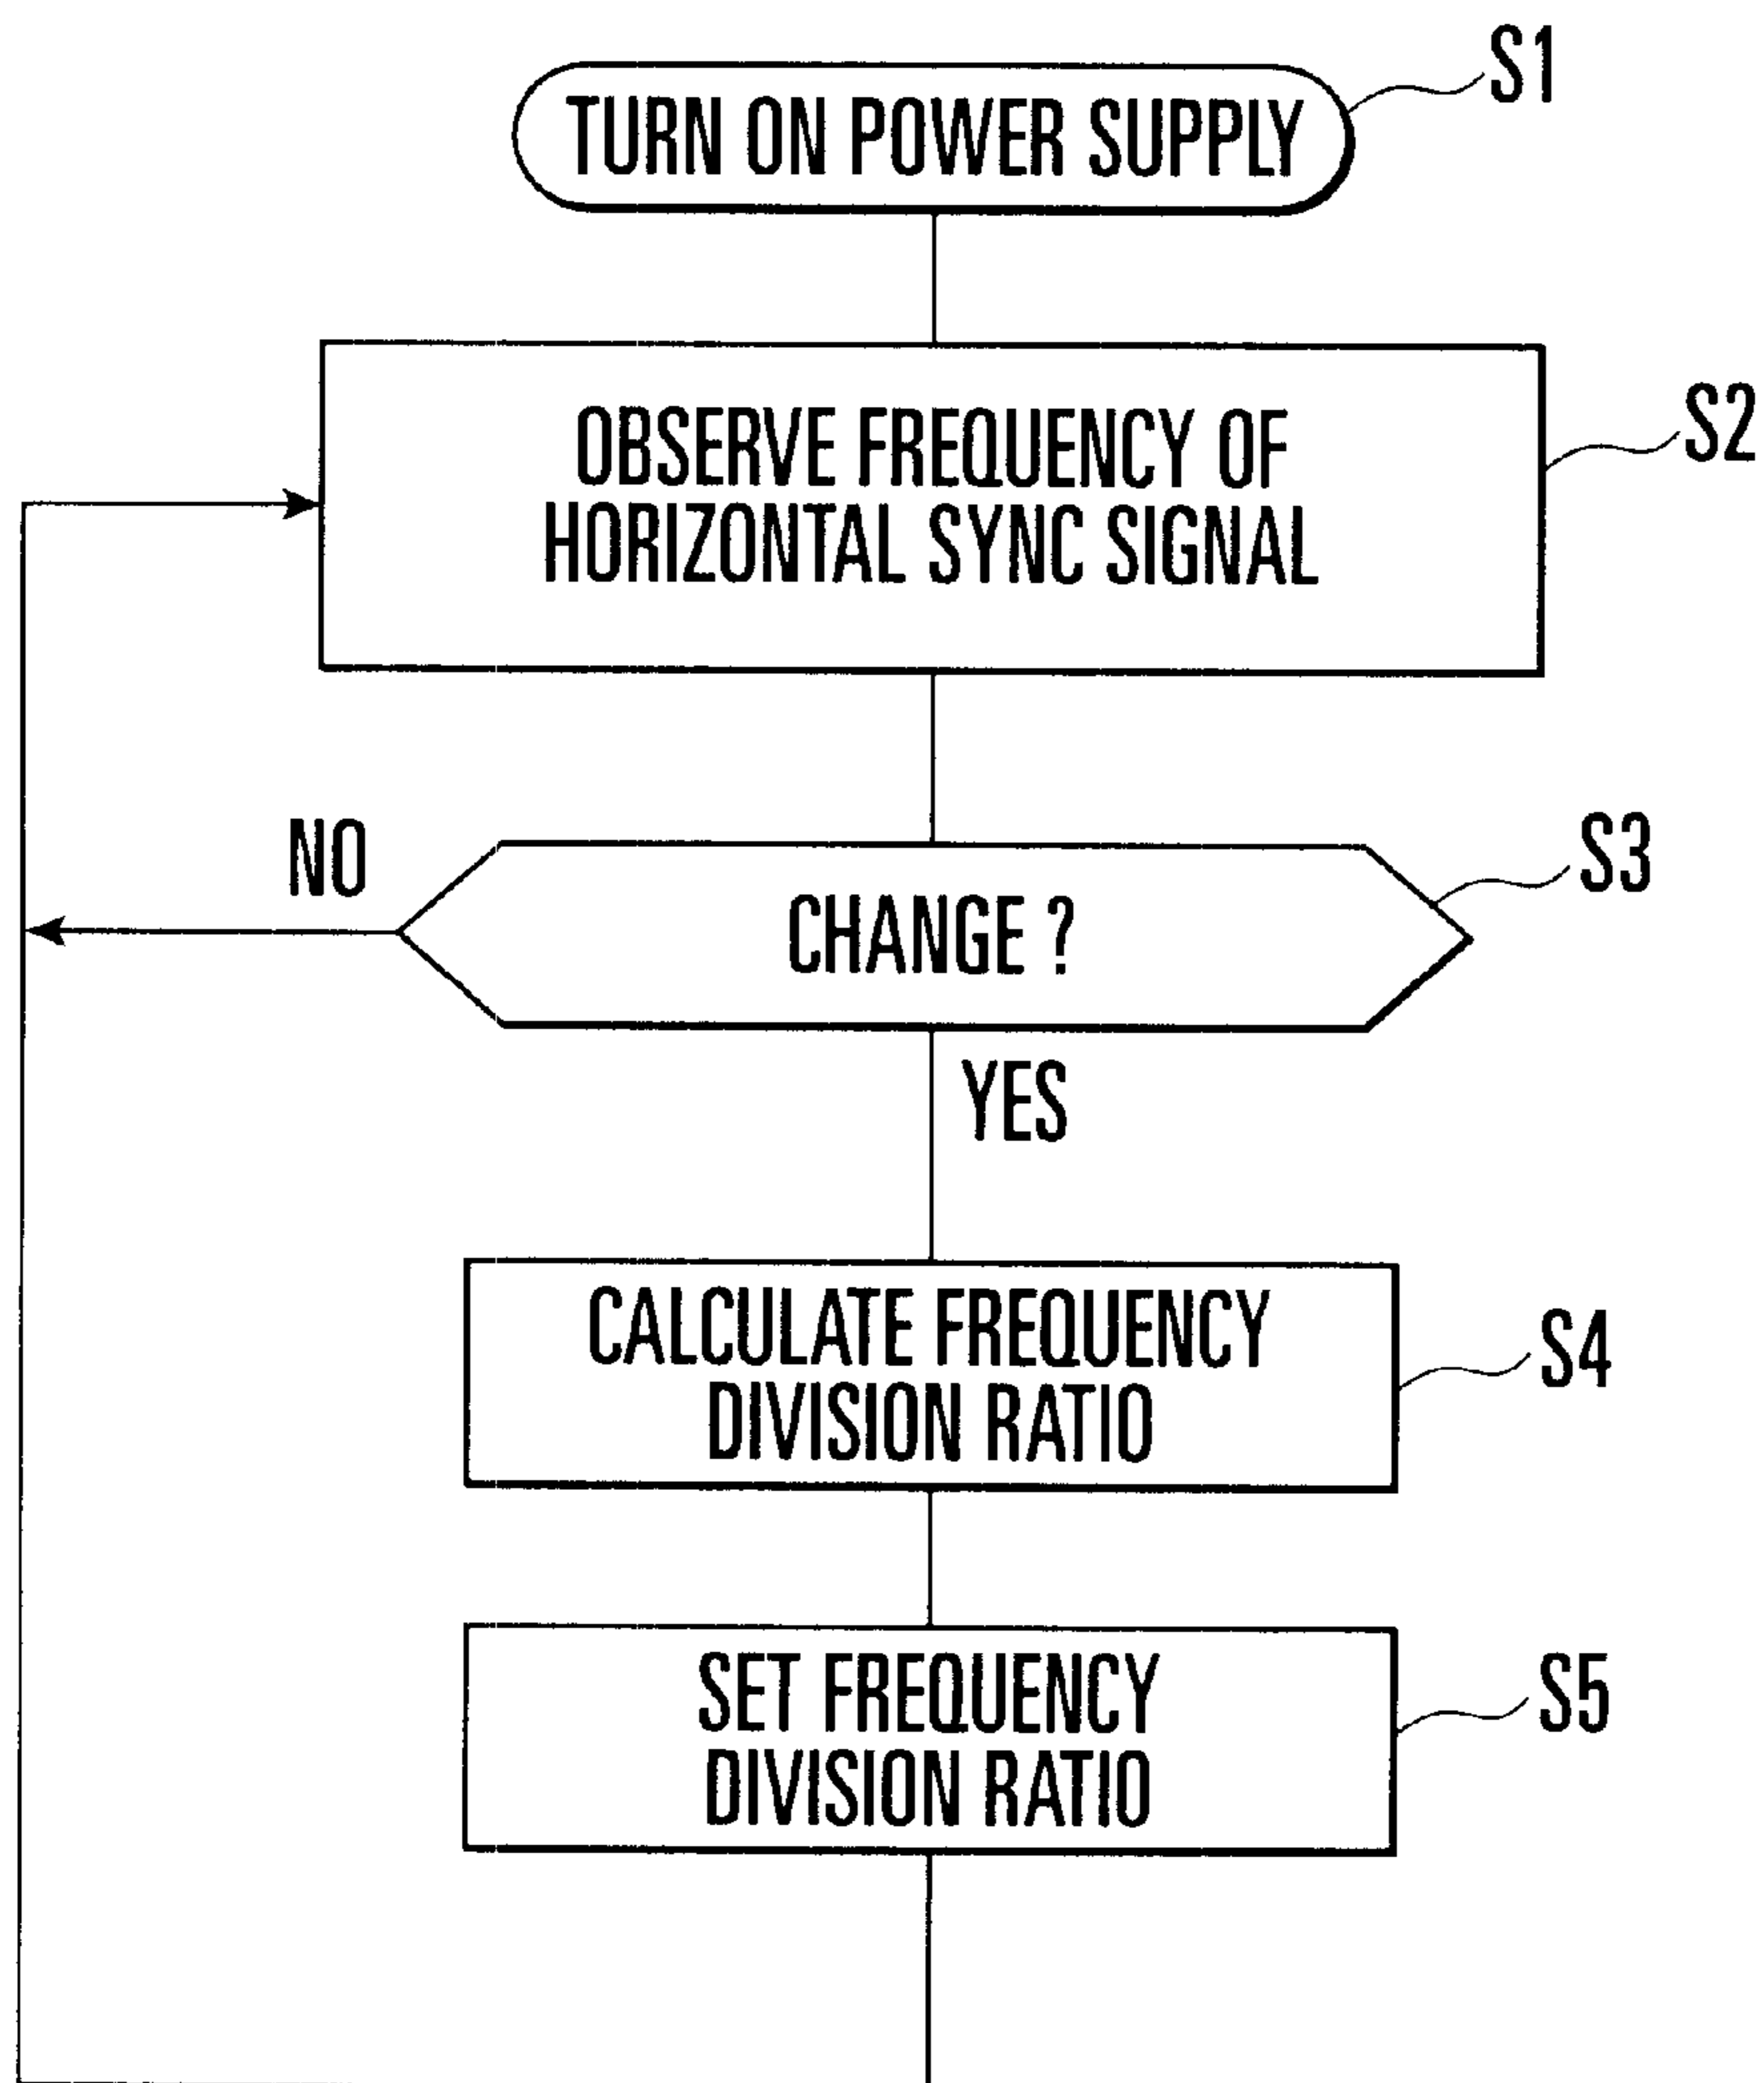 S1
TURN ON POWER SUPPLY
OBSERVE FREQUENCY OF
HORIZONTAL SYNC SIGNAL
S2
NO
CHANGE ?
S3
YES
CALCULATE FREQUENCY
DIVISION RATIO
S4
SET FREQUENCY
DIVISION RATIO
S5